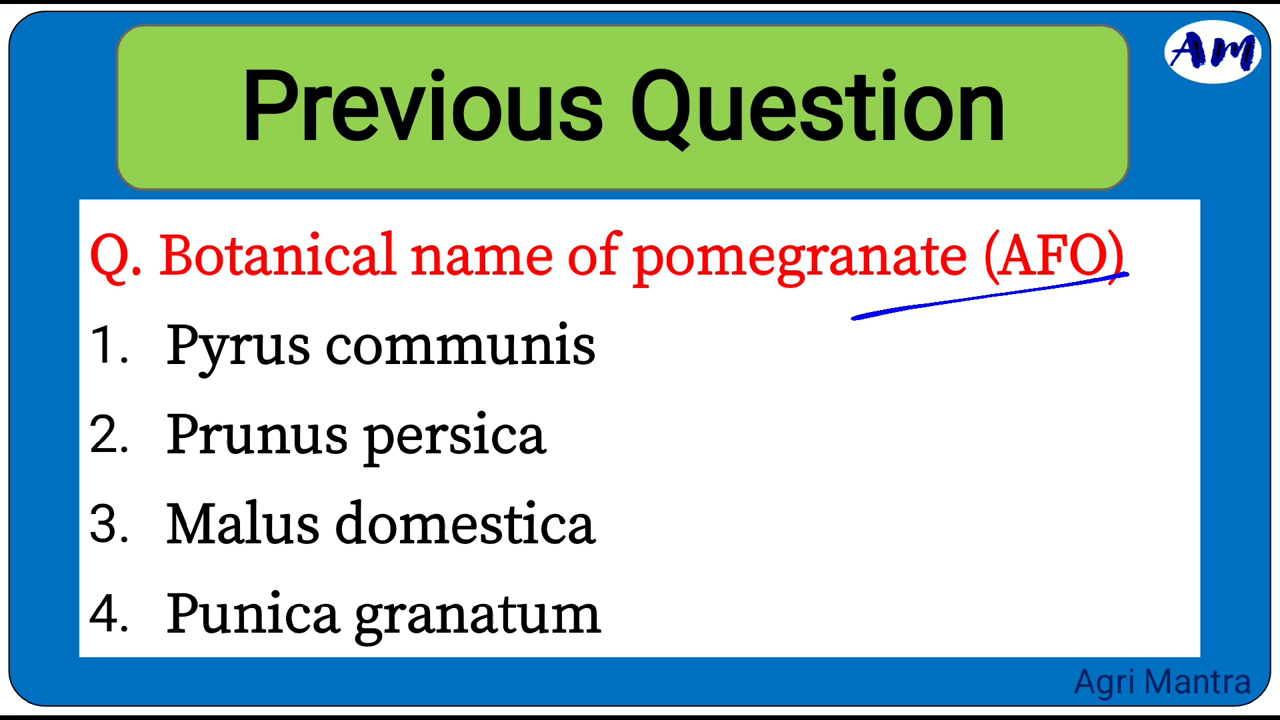 AM
Previous Question
Q. Botanical name of pomegranate (AFO)
1. Pyrus communis
2. Prunus persica
3. Malus domestica
4. Punica granatum
Agri Mantra